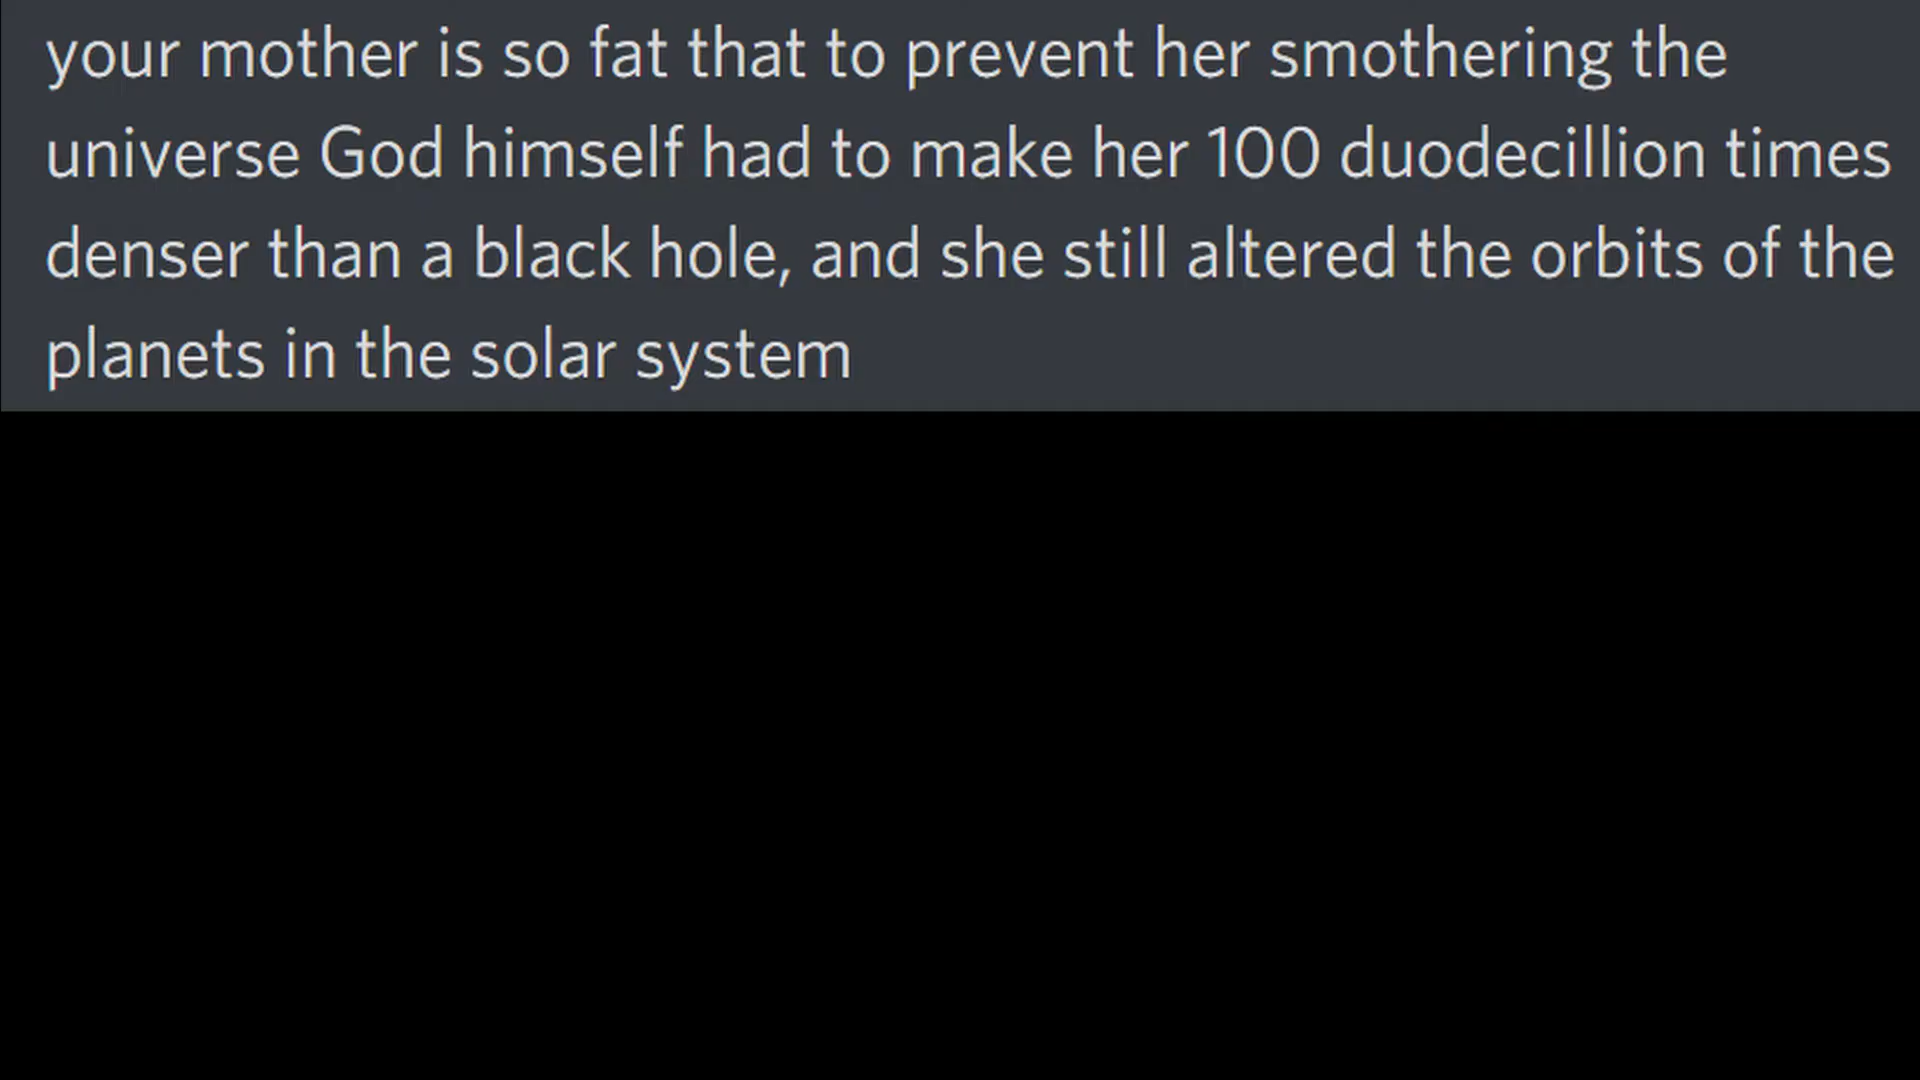 your mother is so fat that to prevent her smothering the
universe God himself had to make her 100 duodecillion times
denser than a black hole, and she still altered the orbits of the
planets in the solar system